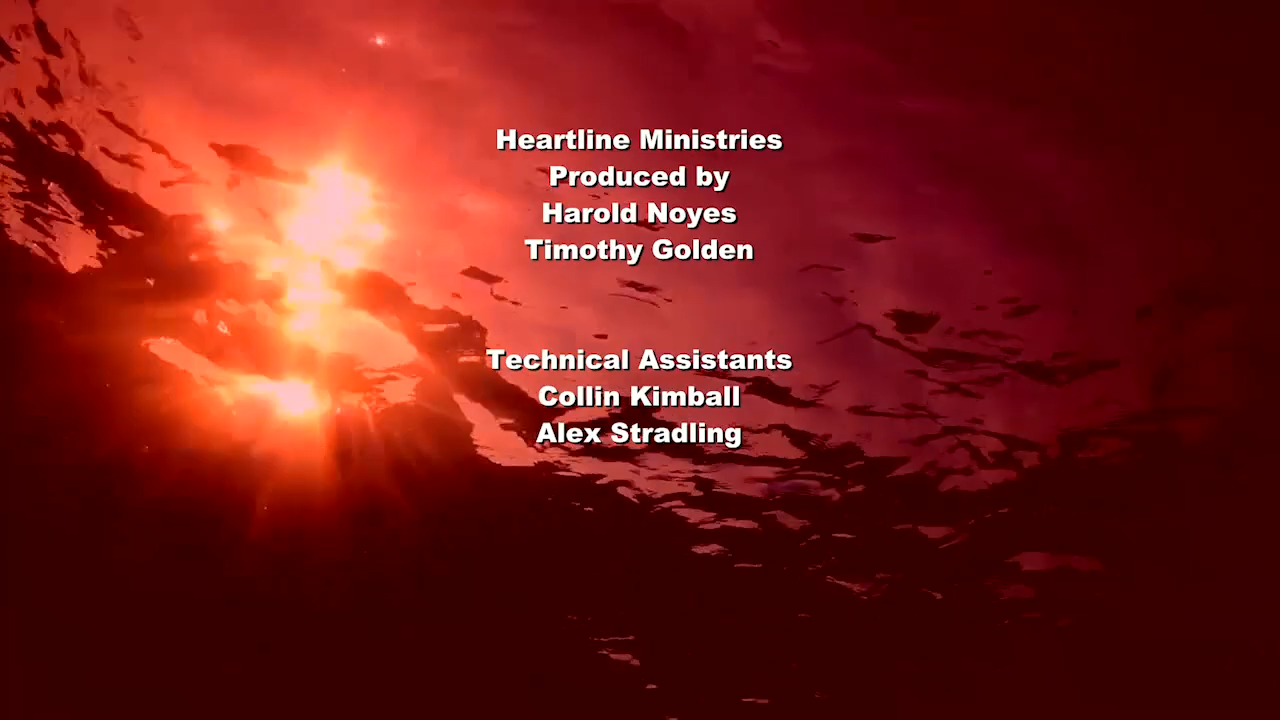 Heartline Ministries
Produced by
Harold Noyes
Timothy Golden
Technical Assistants
Collin Kimball
Alex Stradling